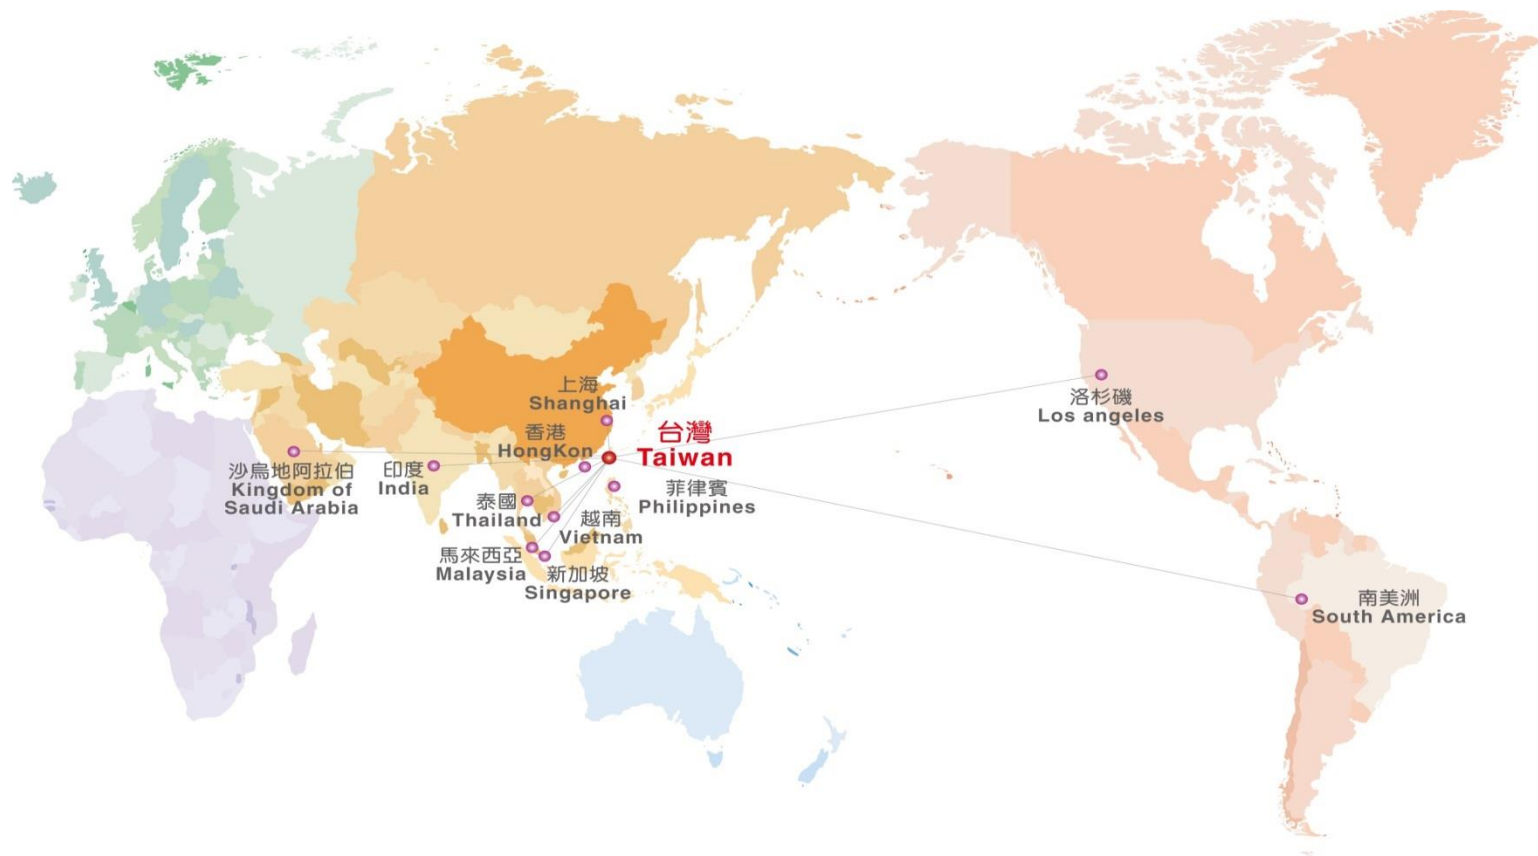 上海
Shanghai
香港
HongKon
台灣
Taiwan
洛杉磯
Los angeles
沙烏地阿拉伯
Kingdom of
Saudi Arabia
印度
India
泰國
Thailand
越南
Vietnam
菲律賓
Philippines
馬來西亞
Malaysia
新加坡
Singapore
南美洲
South America